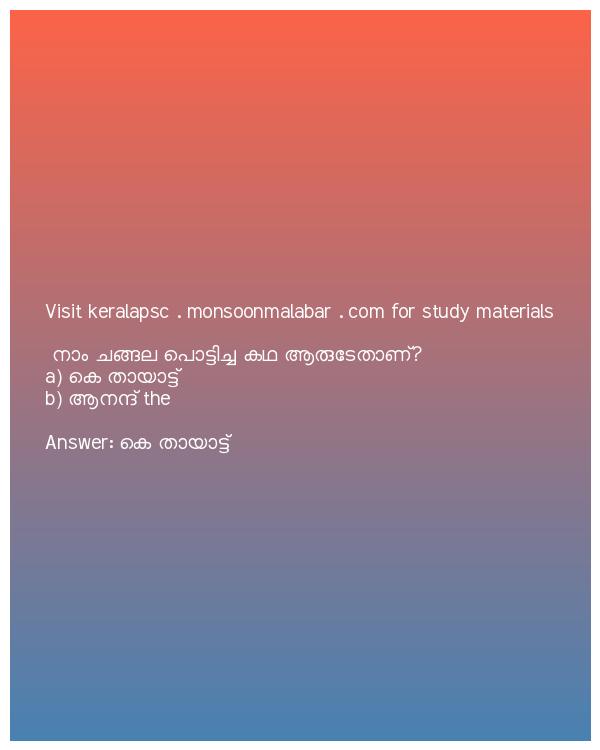 Visit keralapsc . monsoonmalabar . com for study materials
നാം ചങ്ങല പൊട്ടിച്ച കഥ ആരുടേതാണ്?
a) കെ തായാട്ട്
b) ആനന്ദ് the
Answer: കെ തായാട്ട്